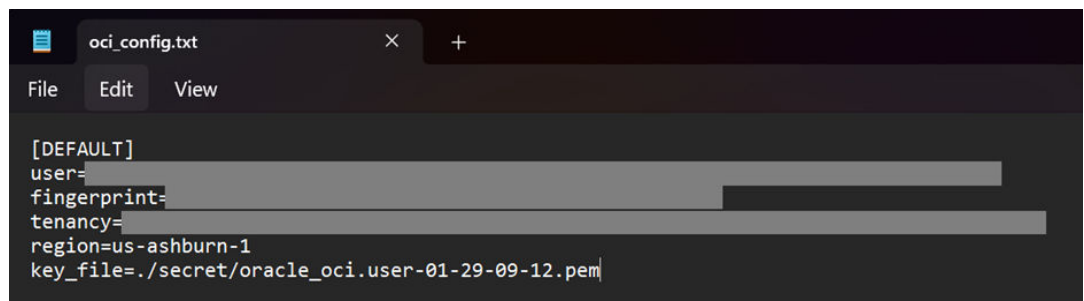 oci_config.txt
File Edit View
[DEFAULT]
user=
fingerprint=
tenancy=
region=us-ashburn-1
key_file=./secret/oracle_oci.user-01-29-09-12.pem